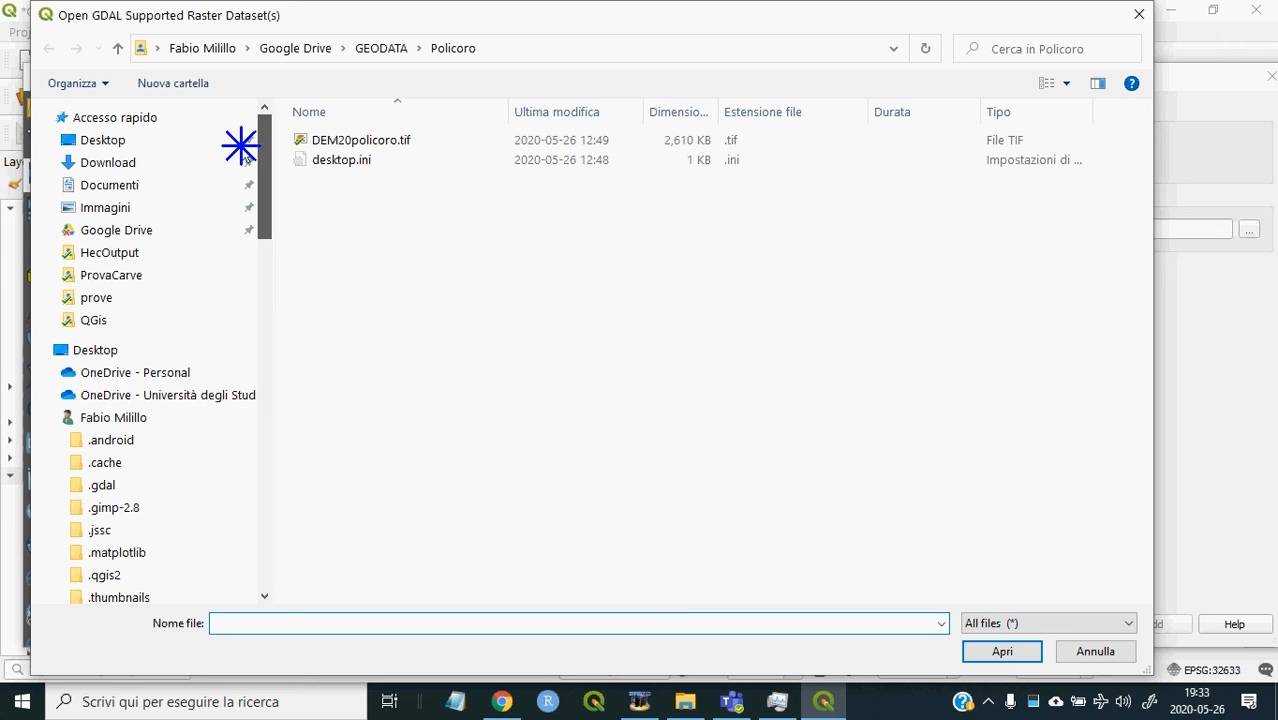 Open GDAL Supported Raster Dataset(s)
Fabio Milillo > Google Drive > GEODATA > Policoro
Cerca in Policoro
Organizza
Nuova cartella
Nome
Ultima modifica
Dimensio...
Estensione file
Durata
Tipo
DEM20policoro.tif
2020-05-26 12:49
2,610 KB
.tif
File TIF
desktop.ini
2020-05-26 12:48
1 KB
.ini
Impostazioni di ...
Accesso rapido
Desktop
Download
Documenti
Immagini
Google Drive
HecOutput
ProvaCarve
prove
QGis
Desktop
OneDrive - Personal
OneDrive - Università degli Stud
Fabio Milillo
.android
.cache
.gdal
.gimp-2.8
.jssc
.matplotlib
.qgis2
.thumbnails
Nome file:
All files (*)
Apri
Annulla
...
Help
EPSG:32633
Scrivi qui per eseguire la ricerca
19:33
2020-05-26